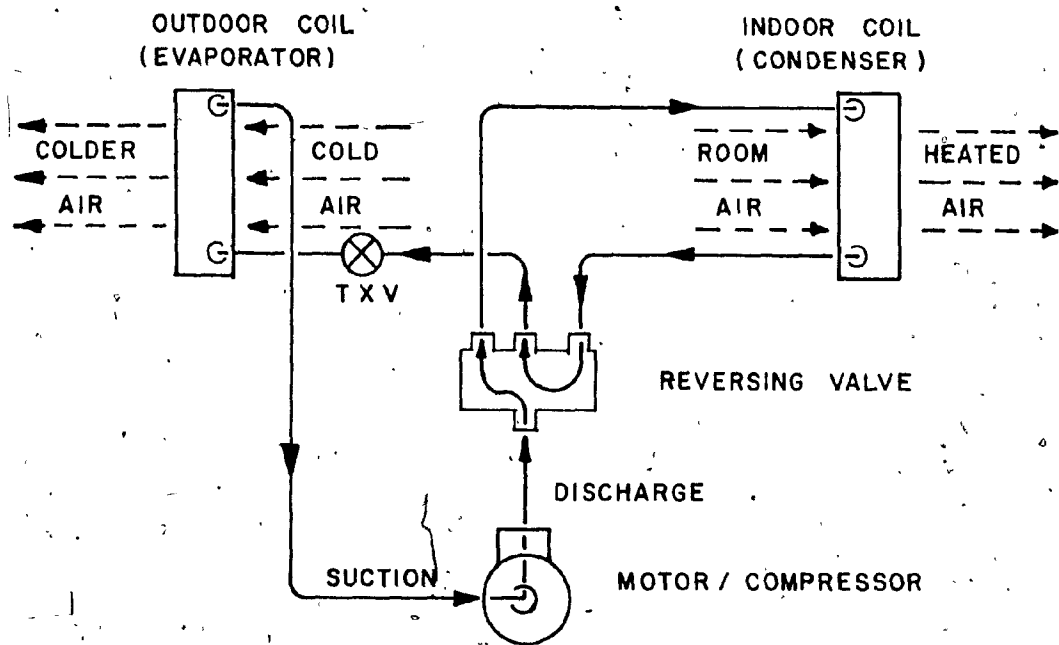 OUTDOOR COIL
(EVAPORATOR)
INDOOR COIL
(CONDENSER)
COLDER
AIR
COLD
AIR
ROOM
AIR
HEATED
AIR
TXV
REVERSING VALVE
DISCHARGE
SUCTION
MOTOR / COMPRESSOR